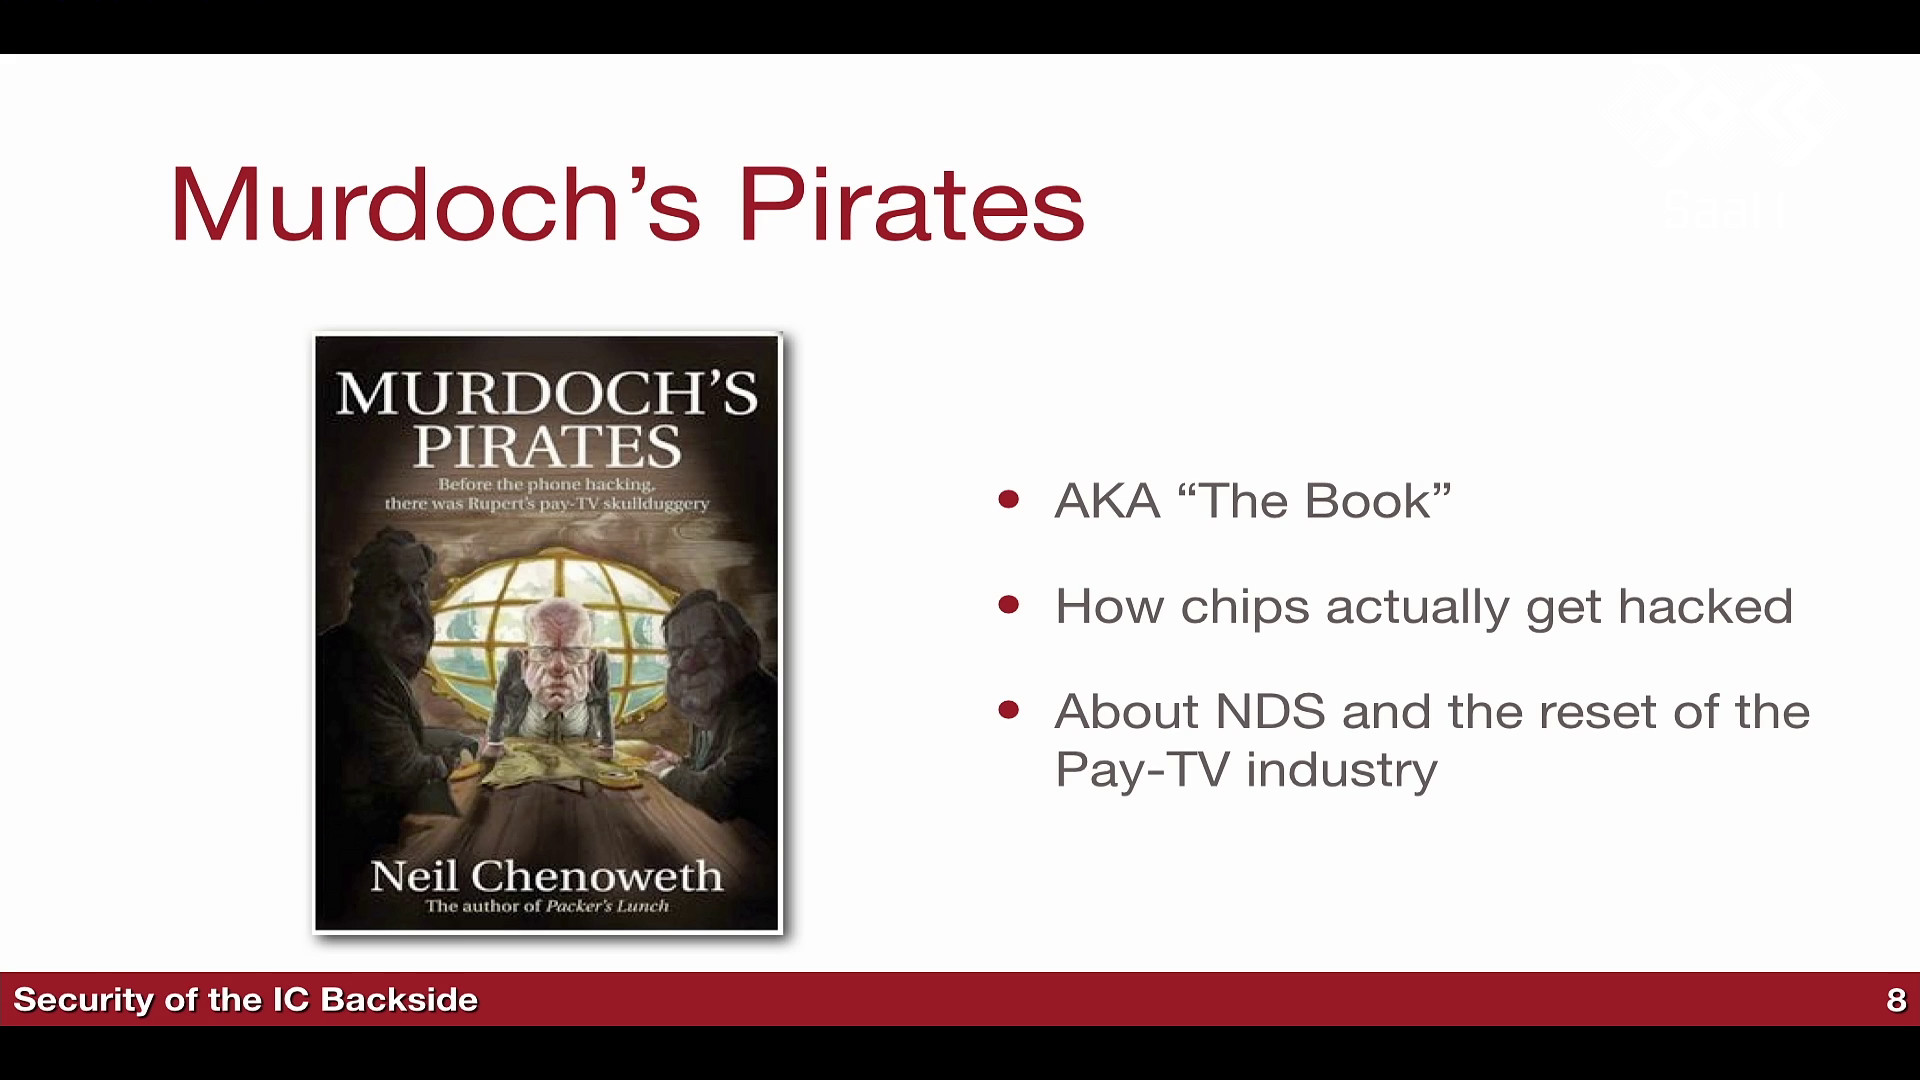 Murdoch’s Pirates
MURDOCH’S
PIRATES
Before the phone hacking,
there was Rupert’s pay-TV skullduggery
Neil Chenoweth
The author of Packer’s Lunch
• AKA “The Book”
• How chips actually get hacked
• About NDS and the reset of the
Pay-TV industry
Security of the IC Backside
8